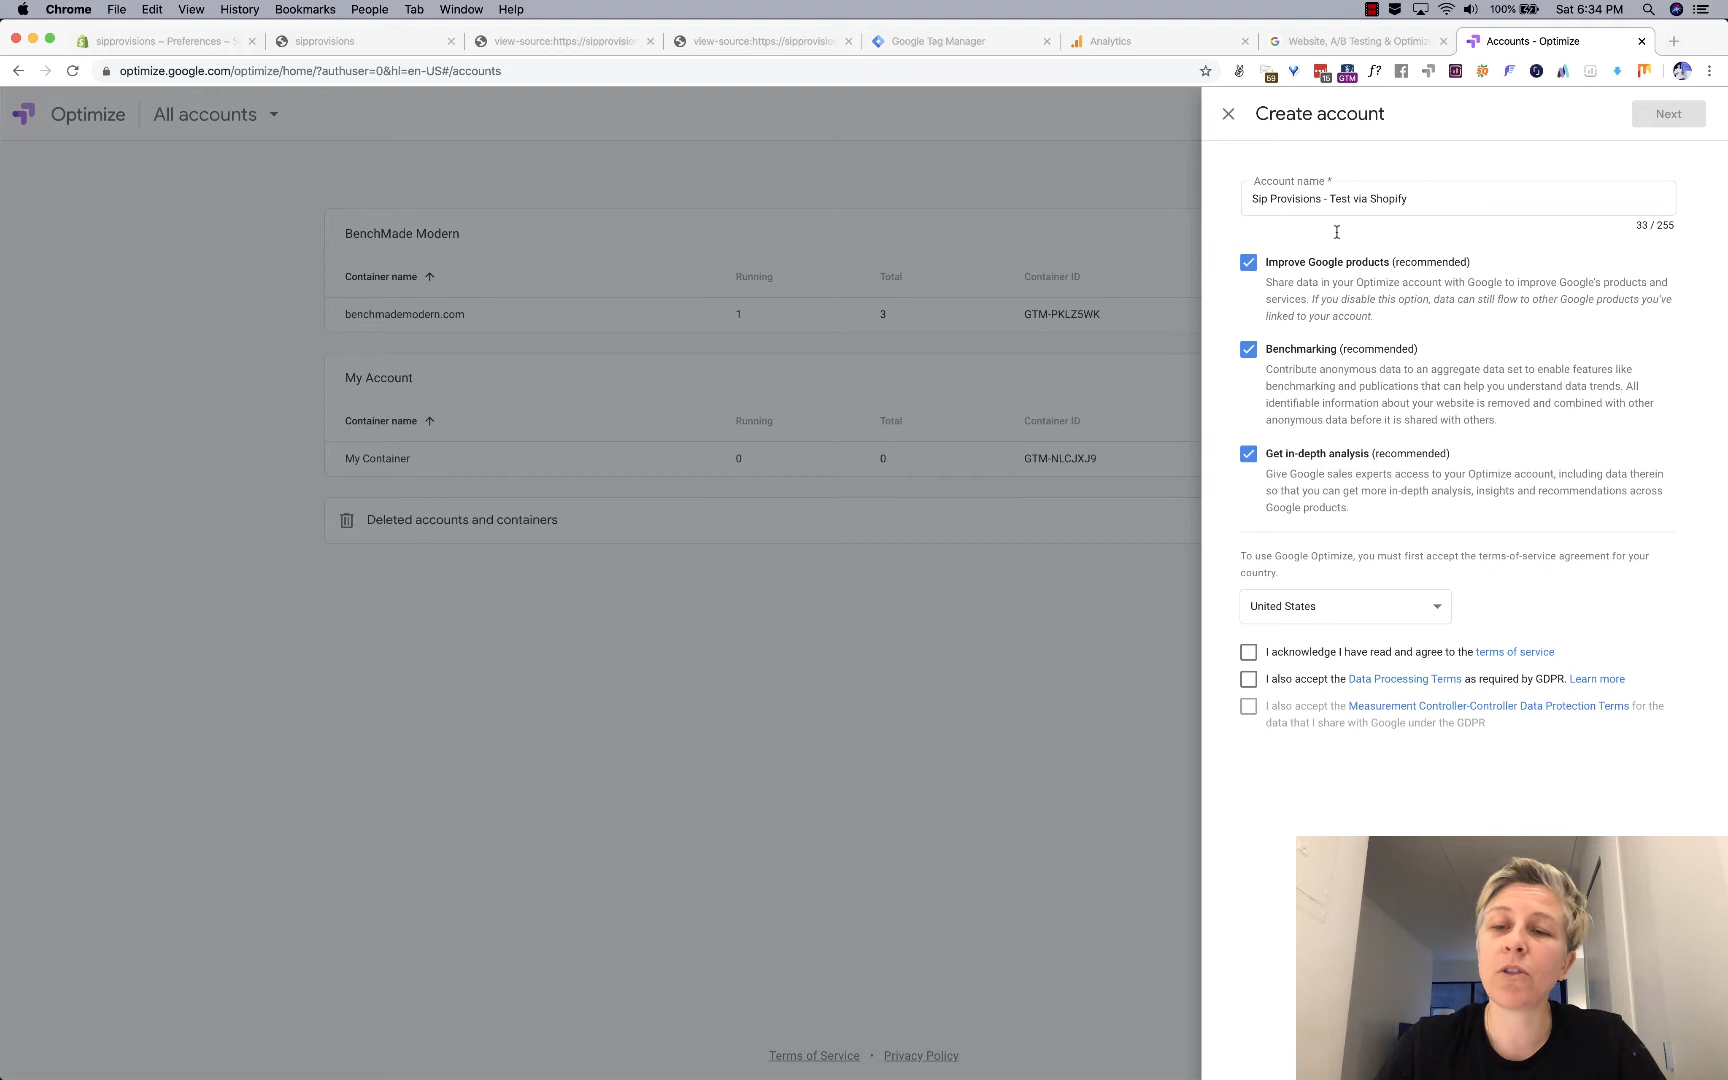 Chrome File Edit View History Bookmarks People Tab Window Help 100% Sat 6:34 PM
sipprovisions ~ Preferences ~ S
sipprovisions
view-source:https://sipprovision
view-source:https://sipprovision
Google Tag Manager
Analytics
Website, A/B Testing & Optimiz
Accounts - Optimize
optimize.google.com/optimize/home/?authuser=0&hl=en-US#/accounts
59
15
GTM
f?
Optimize All accounts
Create account
Next
Account name *
Sip Provisions - Test via Shopify
33 / 255
BenchMade Modern
Container name Running Total Container ID
benchmademodern.com 1 3 GTM-PKLZ5WK
My Account
Container name Running Total Container ID
My Container 0 0 GTM-NLCJXJ9
Deleted accounts and containers
Improve Google products (recommended)
Share data in your Optimize account with Google to improve Google's products and
services. If you disable this option, data can still flow to other Google products you've
linked to your account.
Benchmarking (recommended)
Contribute anonymous data to an aggregate data set to enable features like
benchmarking and publications that can help you understand data trends. All
identifiable information about your website is removed and combined with other
anonymous data before it is shared with others.
Get in-depth analysis (recommended)
Give Google sales experts access to your Optimize account, including data therein
so that you can get more in-depth analysis, insights and recommendations across
Google products.
To use Google Optimize, you must first accept the terms-of-service agreement for your
country.
United States
I acknowledge I have read and agree to the terms of service
I also accept the Data Processing Terms as required by GDPR. Learn more
I also accept the Measurement Controller-Controller Data Protection Terms for the
data that I share with Google under the GDPR
Terms of Service • Privacy Policy